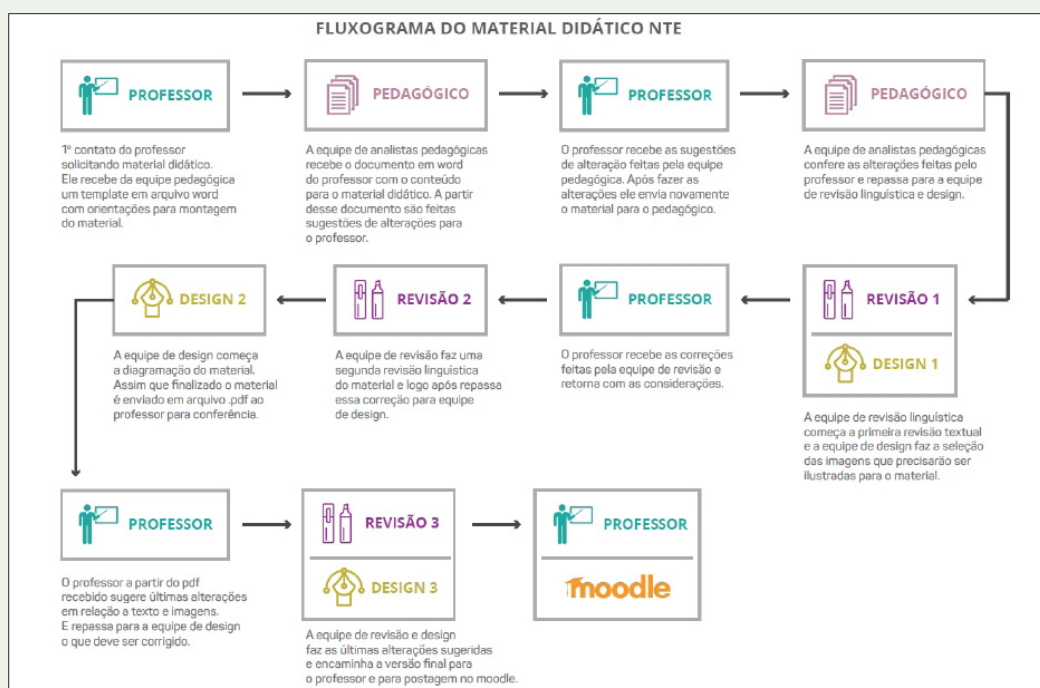 FLUXOGRAMA DO MATERIAL DIDÁTICO NTE
PROFESSOR
1º contato do professor
solicitando material didático.
Ele recebe da equipe pedagógica
um template em arquivo word
com orientações para montagem
do material.
PEDAGÓGICO
A equipe de analistas pedagógicas
recebe o documento em word
do professor com o conteúdo
para o material didático. A partir
desse documento são feitas
sugestões de alterações para
o professor.
PROFESSOR
O professor recebe as sugestões
de alteração feitas pela equipe
pedagógica. Após fazer as
alterações ele envia novamente
o material para o pedagógico.
PEDAGÓGICO
A equipe de analistas pedagógicas
confere as alterações feitas pelo
professor e repassa para a equipe
de revisão linguística e design.
REVISÃO 1
DESIGN 1
A equipe de revisão linguística
começa a primeira revisão textual
e a equipe de design faz a seleção
das imagens que precisarão ser
ilustradas para o material.
PROFESSOR
O professor recebe as correções
feitas pela equipe de revisão e
retorna com as considerações.
REVISÃO 2
A equipe de revisão faz uma
segunda revisão linguística
do material e logo após repassa
essa correção para equipe
de design.
DESIGN 2
A equipe de design começa
a diagramação do material.
Assim que finalizado o material
é enviado em arquivo .pdf ao
professor para conferência.
PROFESSOR
O professor a partir do pdf
recebido sugere últimas alterações
em relação a texto e imagens.
E repassa para a equipe de design
o que deve ser corrigido.
REVISÃO 3
DESIGN 3
A equipe de revisão e design
faz as últimas alterações sugeridas
e encaminha a versão final para
o professor e para postagem no moodle.
PROFESSOR
moodle